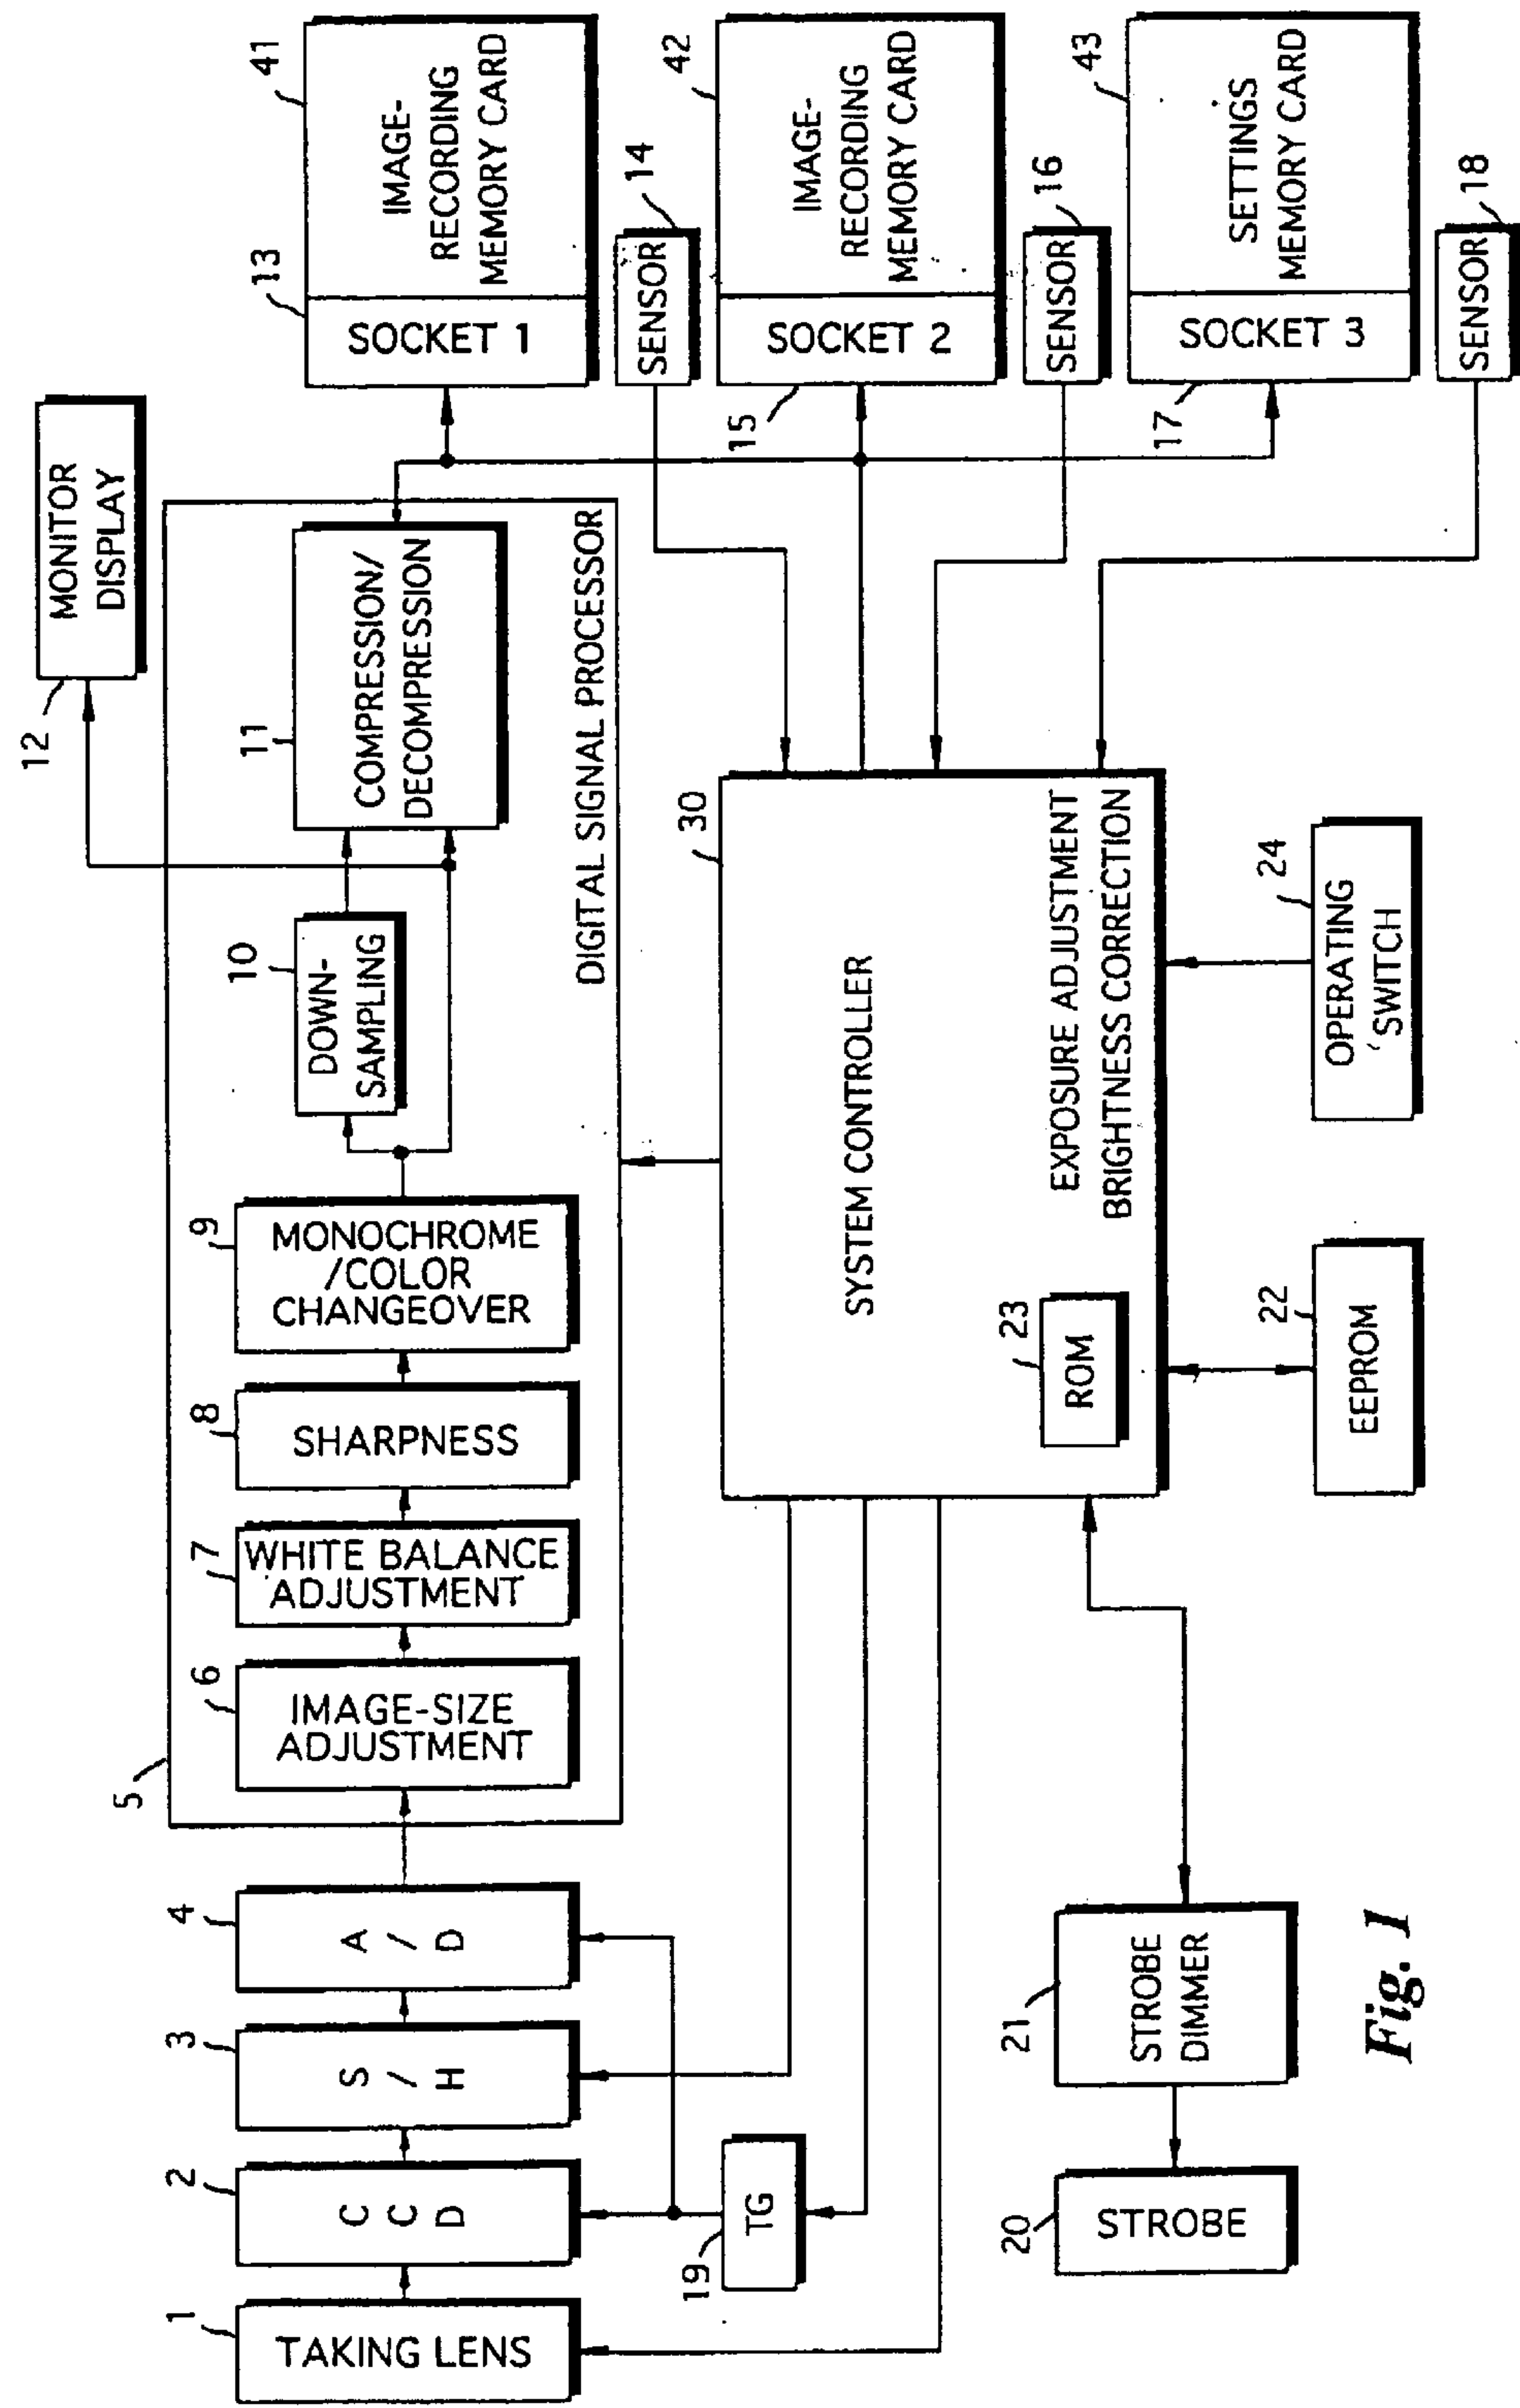 12
MONITOR
DISPLAY
1
TAKING LENS
2
C
C
D
3
S
/
H
4
A
/
D
5
6
IMAGE-SIZE
ADJUSTMENT
7
WHITE BALANCE
ADJUSTMENT
8
SHARPNESS
9
MONOCHROME
/COLOR
CHANGEOVER
10
DOWN-
SAMPLING
11
COMPRESSION/
DECOMPRESSION
DIGITAL SIGNAL PROCESSOR
13
SOCKET 1
41
IMAGE-
RECORDING
MEMORY CARD
SENSOR
14
15
SOCKET 2
42
IMAGE-
RECORDING
MEMORY CARD
SENSOR
16
17
SOCKET 3
43
SETTINGS
MEMORY CARD
SENSOR
18
19
TG
30
SYSTEM CONTROLLER
EXPOSURE ADJUSTMENT
BRIGHTNESS CORRECTION
23
ROM
20
STROBE
21
STROBE
DIMMER
22
EEPROM
24
OPERATING
SWITCH
Fig. 1